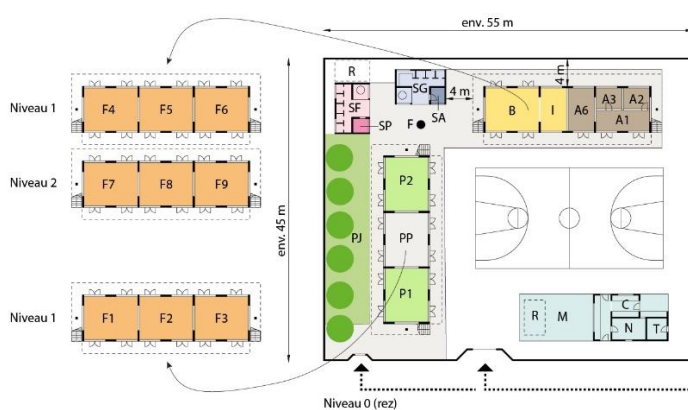 env. 55 m
Niveau 1
F4 F5 F6
Niveau 2
F7 F8 F9
Niveau 1
F1 F2 F3
env. 45 m
R
SG
SF
SP
SA
F
4 m
4 m
B I A6 A3 A2
A1
P2
PJ PP
P1
R M C
N T
Niveau 0 (rez)